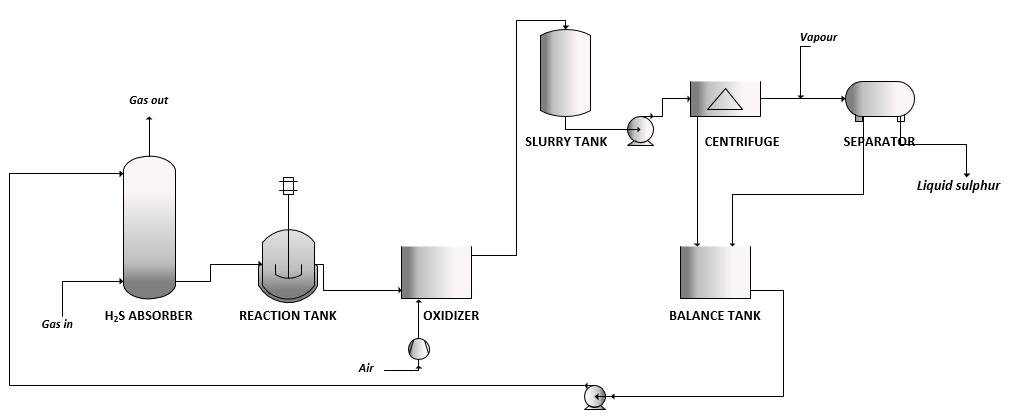 Vapour
Gas out
SLURRY TANK
CENTRIFUGE
SEPARATOR
Liquid sulphur
Gas in
H₂S ABSORBER
REACTION TANK
OXIDIZER
BALANCE TANK
Air